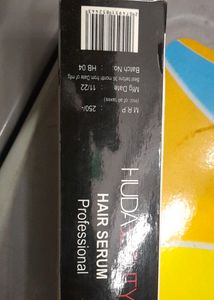 HUDA
HAIR SERUM
Professional
M R P : 250/-
(incl. of all taxes)
Mfg Date : 11/22
Best before 36 month from Date of mfg
Batch No. : HB 04